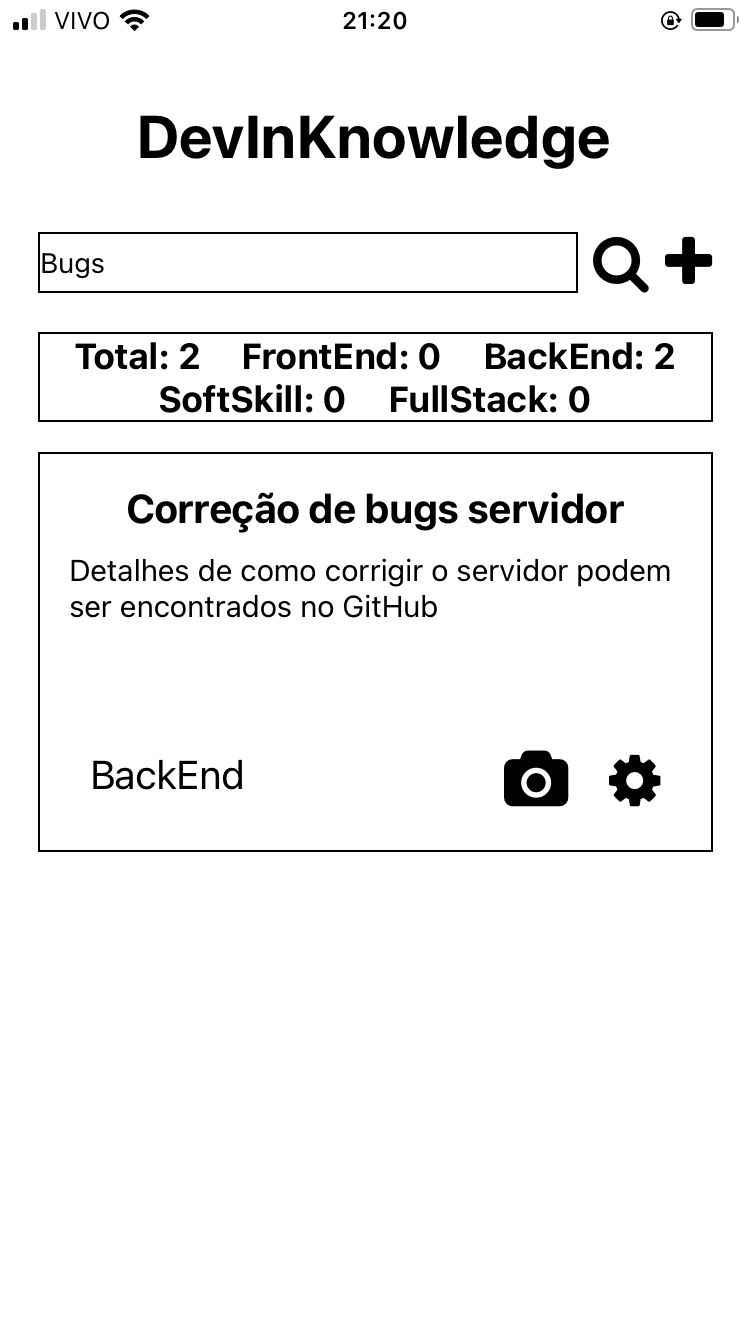 VIVO 21:20
DevInKnowledge
Bugs
Total: 2 FrontEnd: 0 BackEnd: 2
SoftSkill: 0 FullStack: 0
Correção de bugs servidor
Detalhes de como corrigir o servidor podem
ser encontrados no GitHub
BackEnd